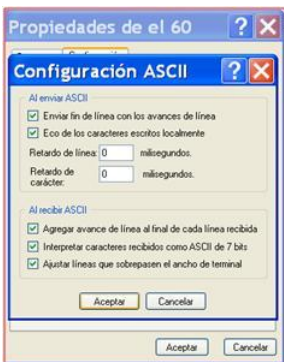 Propiedades de el 60
Configuración ASCII
Al enviar ASCII
Enviar fin de línea con los avances de línea
Eco de los caracteres escritos localmente
Retardo de línea: 0 milisegundos.
Retardo de carácter: 0 milisegundos.
Al recibir ASCII
Agregar avance de línea al final de cada línea recibida
Interpretar caracteres recibidos como ASCII de 7 bits
Ajustar líneas que sobrepasen el ancho de terminal
Aceptar Cancelar
Aceptar Cancelar